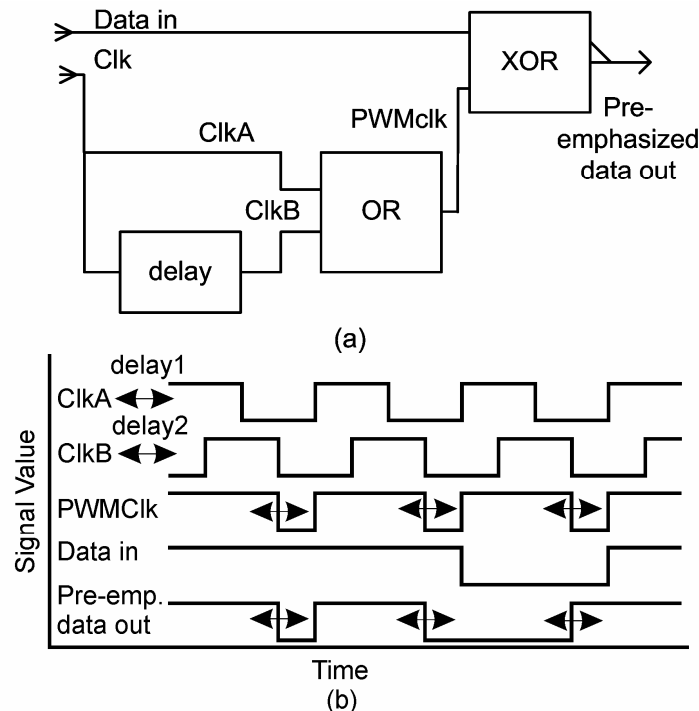 Data in
Clk
XOR
PWMclk
Pre-
emphasized
data out
ClkA
ClkB
OR
delay
(a)
delay1
ClkA
delay2
ClkB
PWMClk
Data in
Pre-emp.
data out
Signal Value
Time
(b)